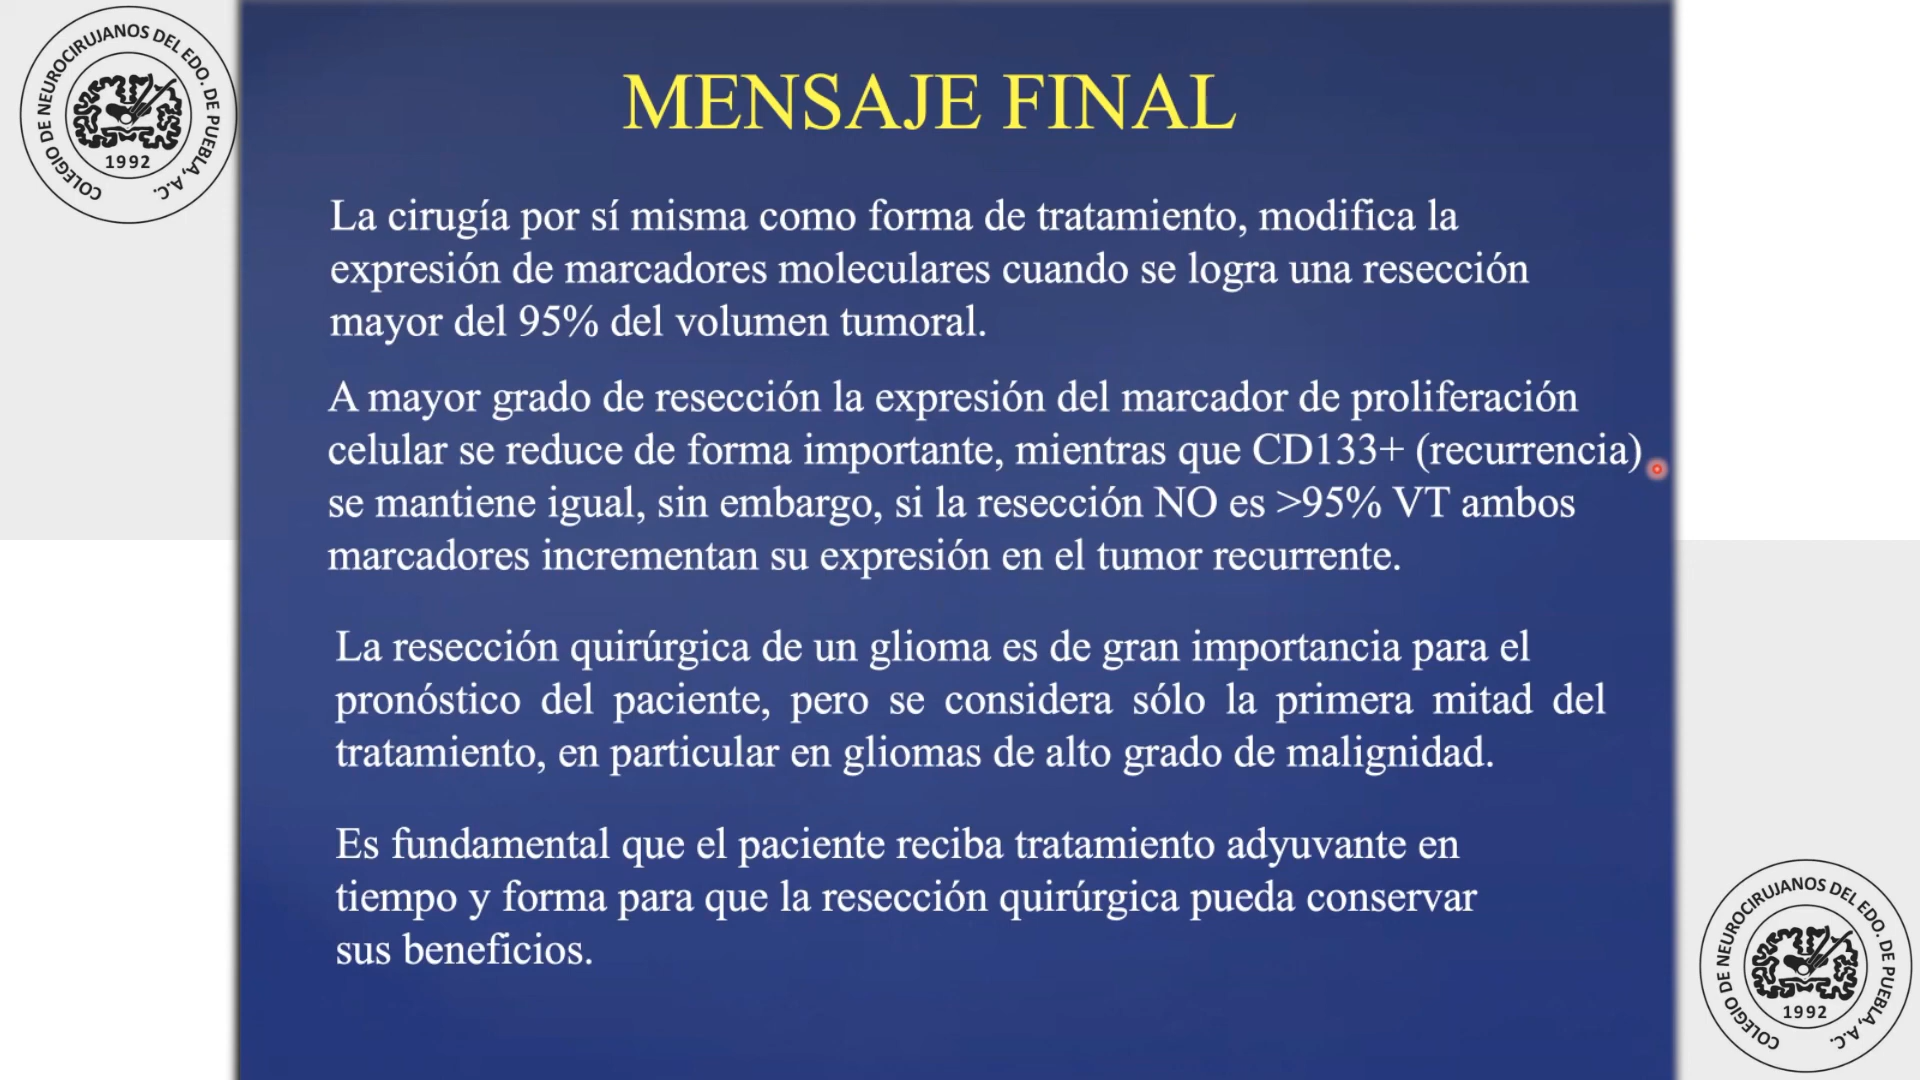 COLEGIO DE NEUROCIRUJANOS DEL EDO. DE PUEBLA, A.C.
1992
MENSAJE FINAL
La cirugía por sí misma como forma de tratamiento, modifica la
expresión de marcadores moleculares cuando se logra una resección
mayor del 95% del volumen tumoral.
A mayor grado de resección la expresión del marcador de proliferación
celular se reduce de forma importante, mientras que CD133+ (recurrencia)
se mantiene igual, sin embargo, si la resección NO es >95% VT ambos
marcadores incrementan su expresión en el tumor recurrente.
La resección quirúrgica de un glioma es de gran importancia para el
pronóstico del paciente, pero se considera sólo la primera mitad del
tratamiento, en particular en gliomas de alto grado de malignidad.
Es fundamental que el paciente reciba tratamiento adyuvante en
tiempo y forma para que la resección quirúrgica pueda conservar
sus beneficios.
COLEGIO DE NEUROCIRUJANOS DEL EDO. DE PUEBLA, A.C.
1992